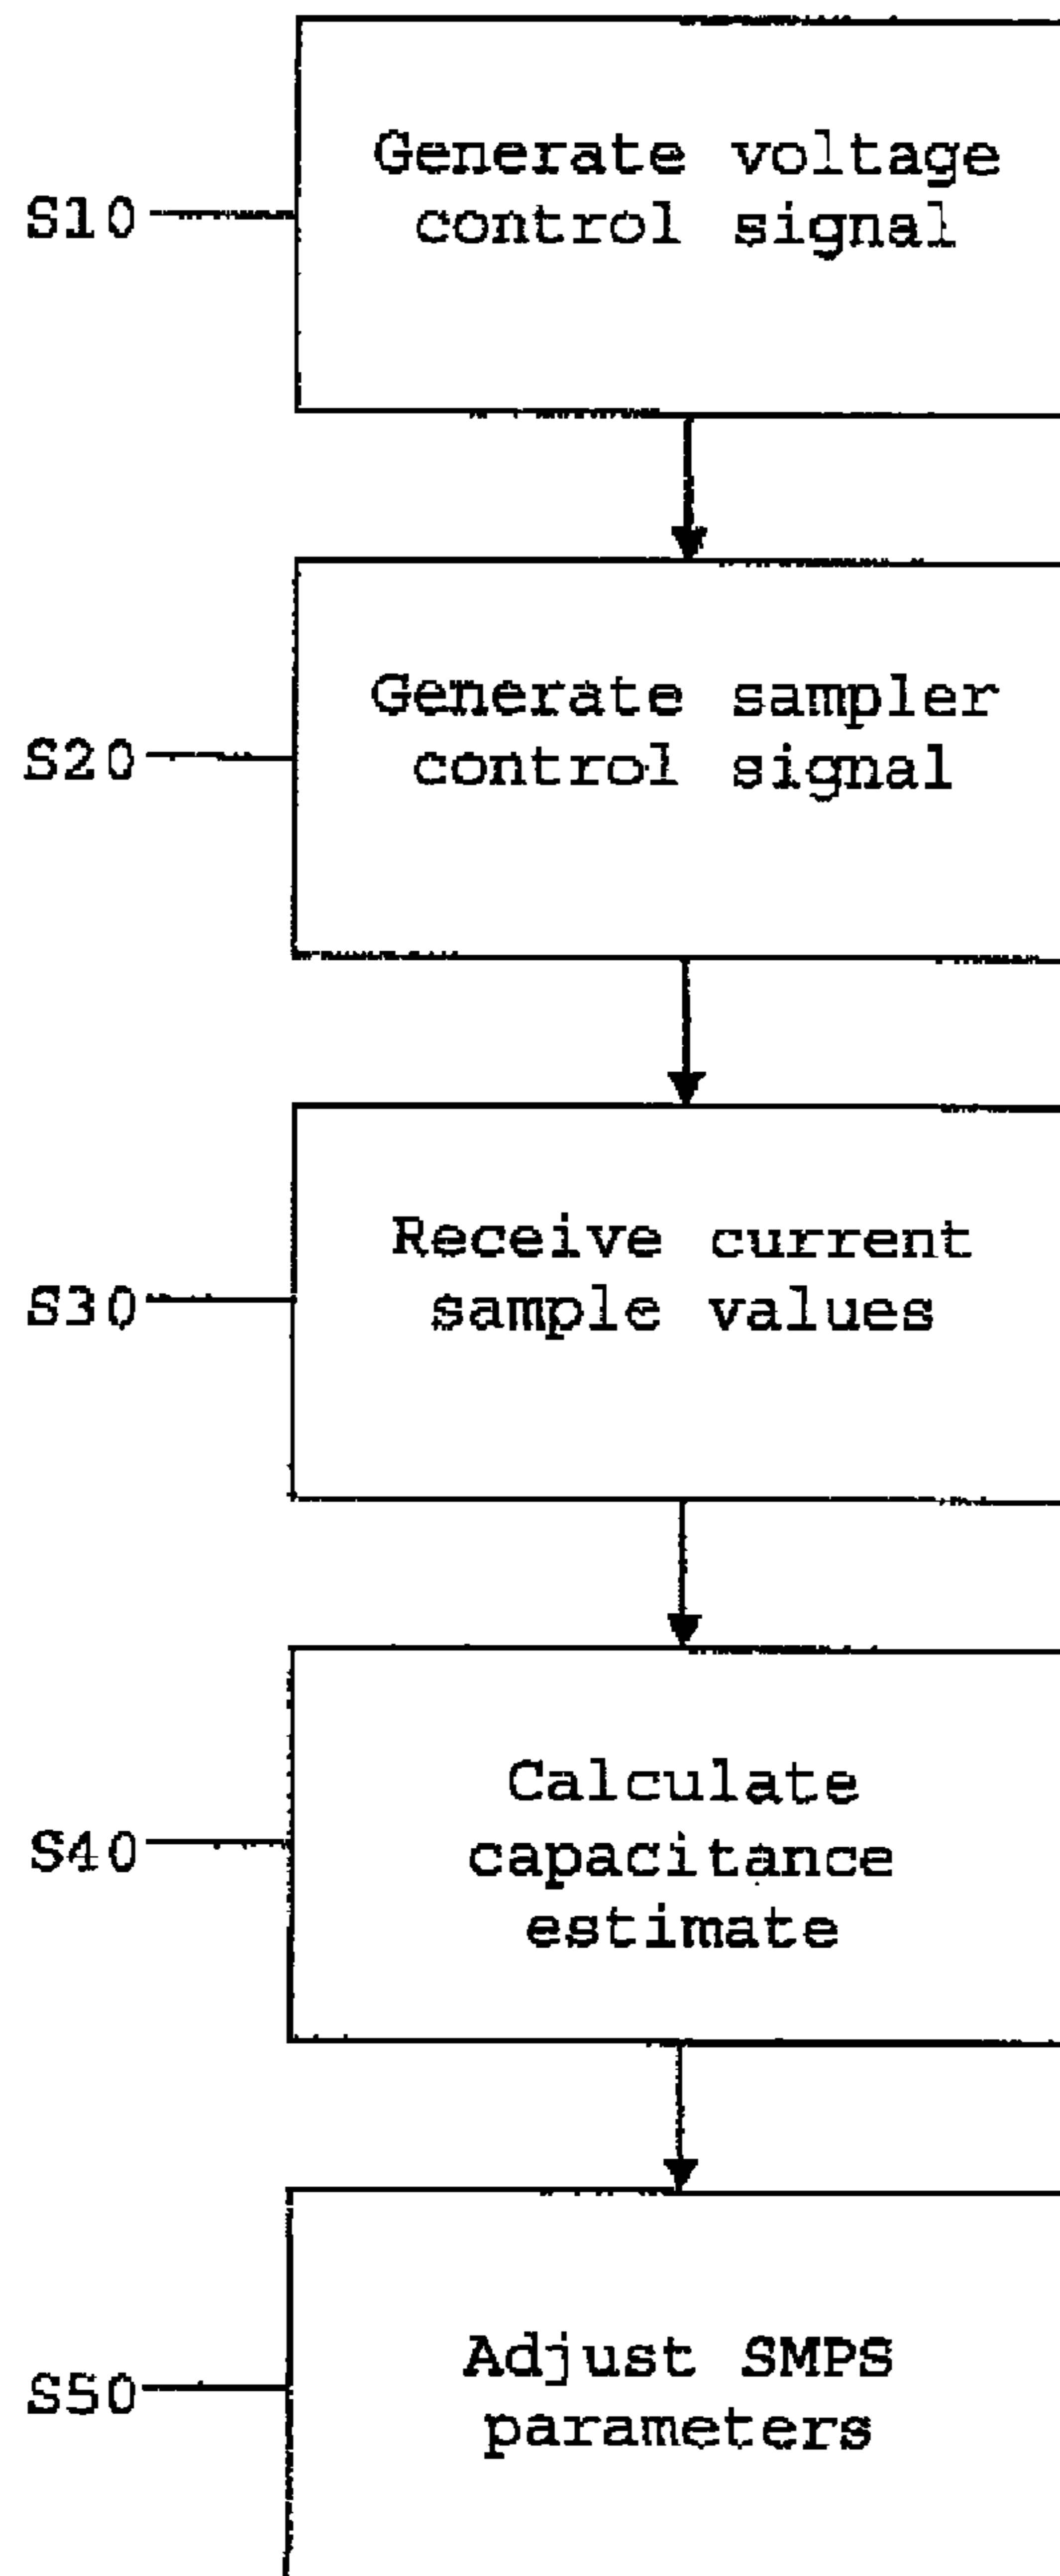 Generate voltage
control signal
S10
Generate sampler
control signal
S20
Receive current
sample values
S30
Calculate
capacitance
estimate
S40
Adjust SMPS
parameters
S50